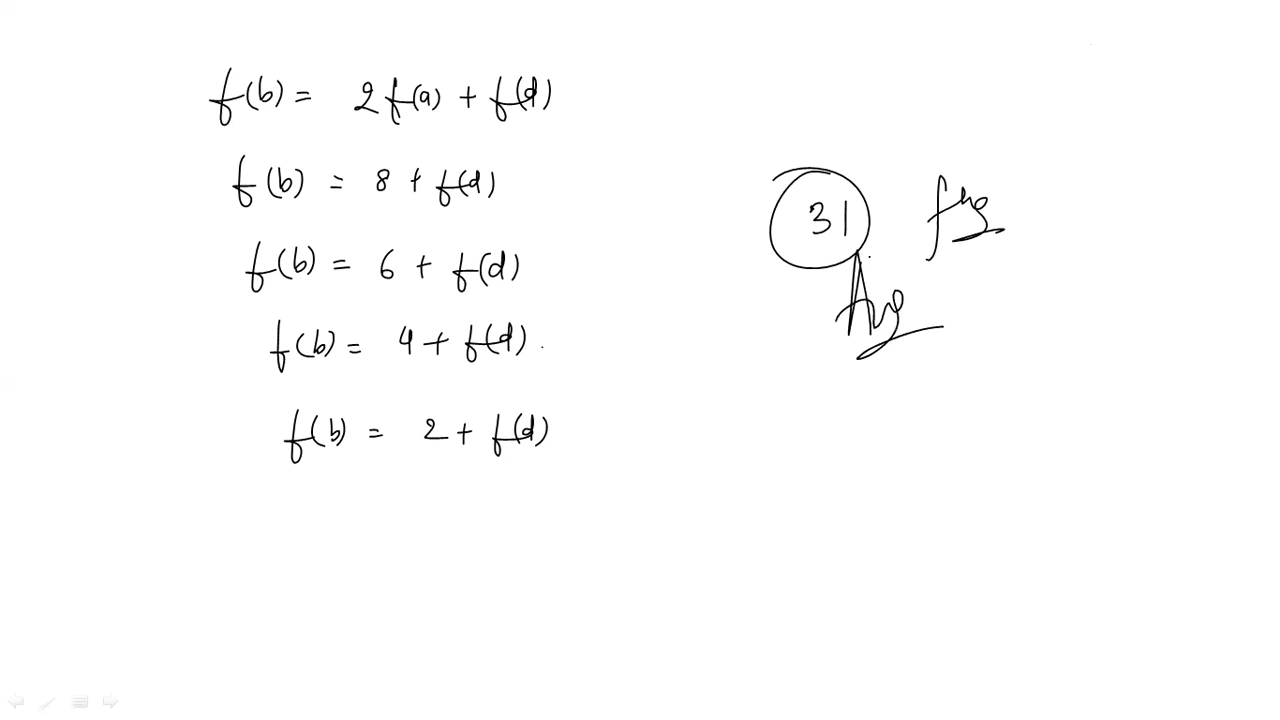 f(b) = 2f(a) + f(d)
f(b) = 8 + f(d)
f(b) = 6 + f(d)
f(b) = 4 + f(d)
f(b) = 2 + f(d)
31